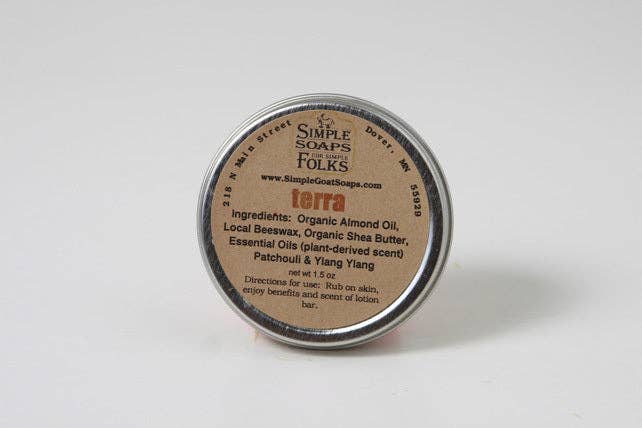 218 N Main Street
Dover, MN 55929
SIMPLE
SOAPS
FOR SIMPLE
FOLKS
www.SimpleGoatSoaps.com
terra
Ingredients: Organic Almond Oil,
Local Beeswax, Organic Shea Butter,
Essential Oils (plant-derived scent)
Patchouli & Ylang Ylang
net wt 1.5 oz
Directions for use: Rub on skin,
enjoy benefits and scent of lotion
bar.